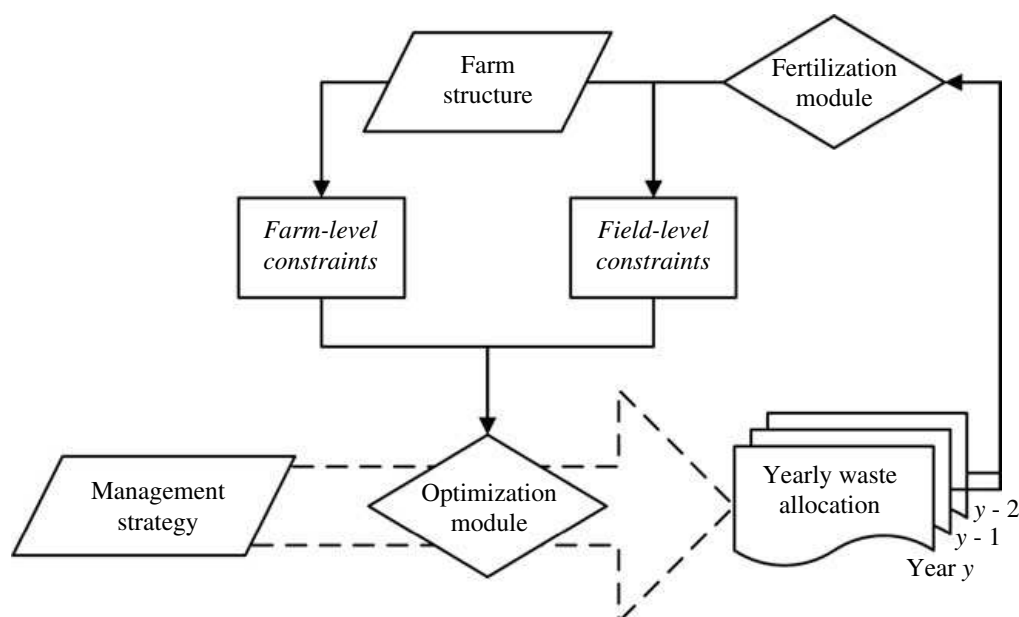 Farm
structure
Fertilization
module
Farm-level
constraints
Field-level
constraints
Management
strategy
Optimization
module
Yearly waste
allocation
y - 2
y - 1
Year y